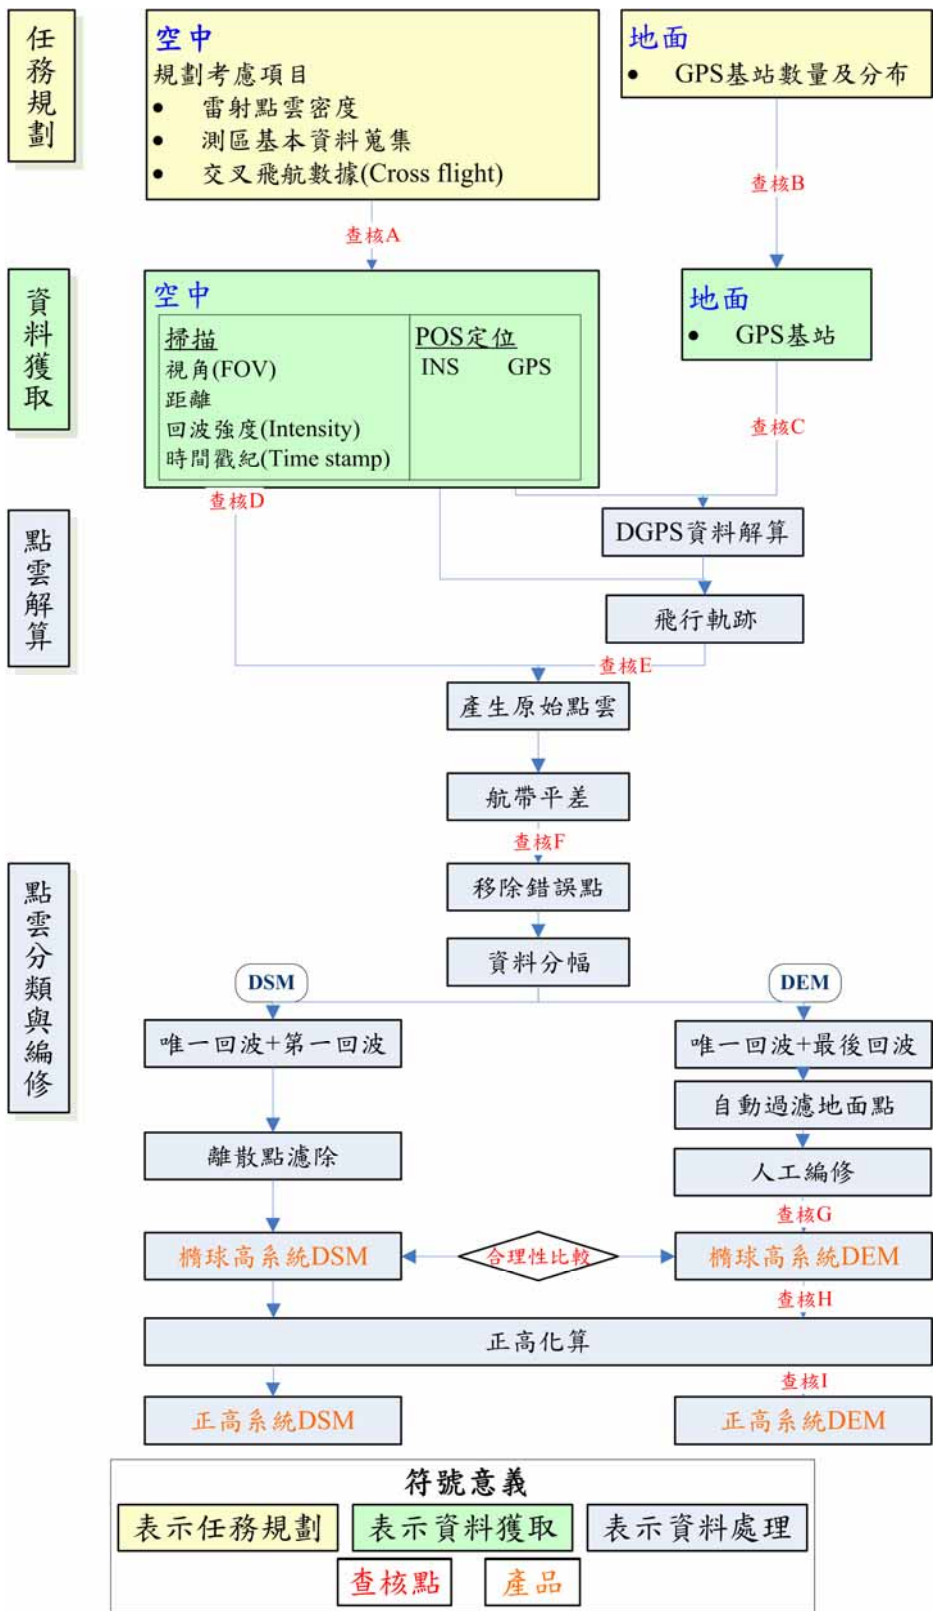 任務規劃
空中
規劃考慮項目
• 雷射點雲密度
• 測區基本資料蒐集
• 交叉飛航數據(Cross flight)
地面
• GPS基站數量及分布
查核A
查核B
資料獲取
空中
掃描
視角(FOV)
距離
回波強度(Intensity)
時間戳紀(Time stamp)
POS定位
INS GPS
地面
• GPS基站
查核C
查核D
點雲解算
DGPS資料解算
飛行軌跡
查核E
產生原始點雲
航帶平差
查核F
點雲分類與編修
移除錯誤點
資料分幅
DSM
DEM
唯一回波+第一回波
唯一回波+最後回波
自動過濾地面點
離散點濾除
人工編修
查核G
橢球高系統DSM
合理性比較
橢球高系統DEM
查核H
正高化算
查核I
正高系統DSM
正高系統DEM
符號意義
表示任務規劃
表示資料獲取
表示資料處理
查核點
產品